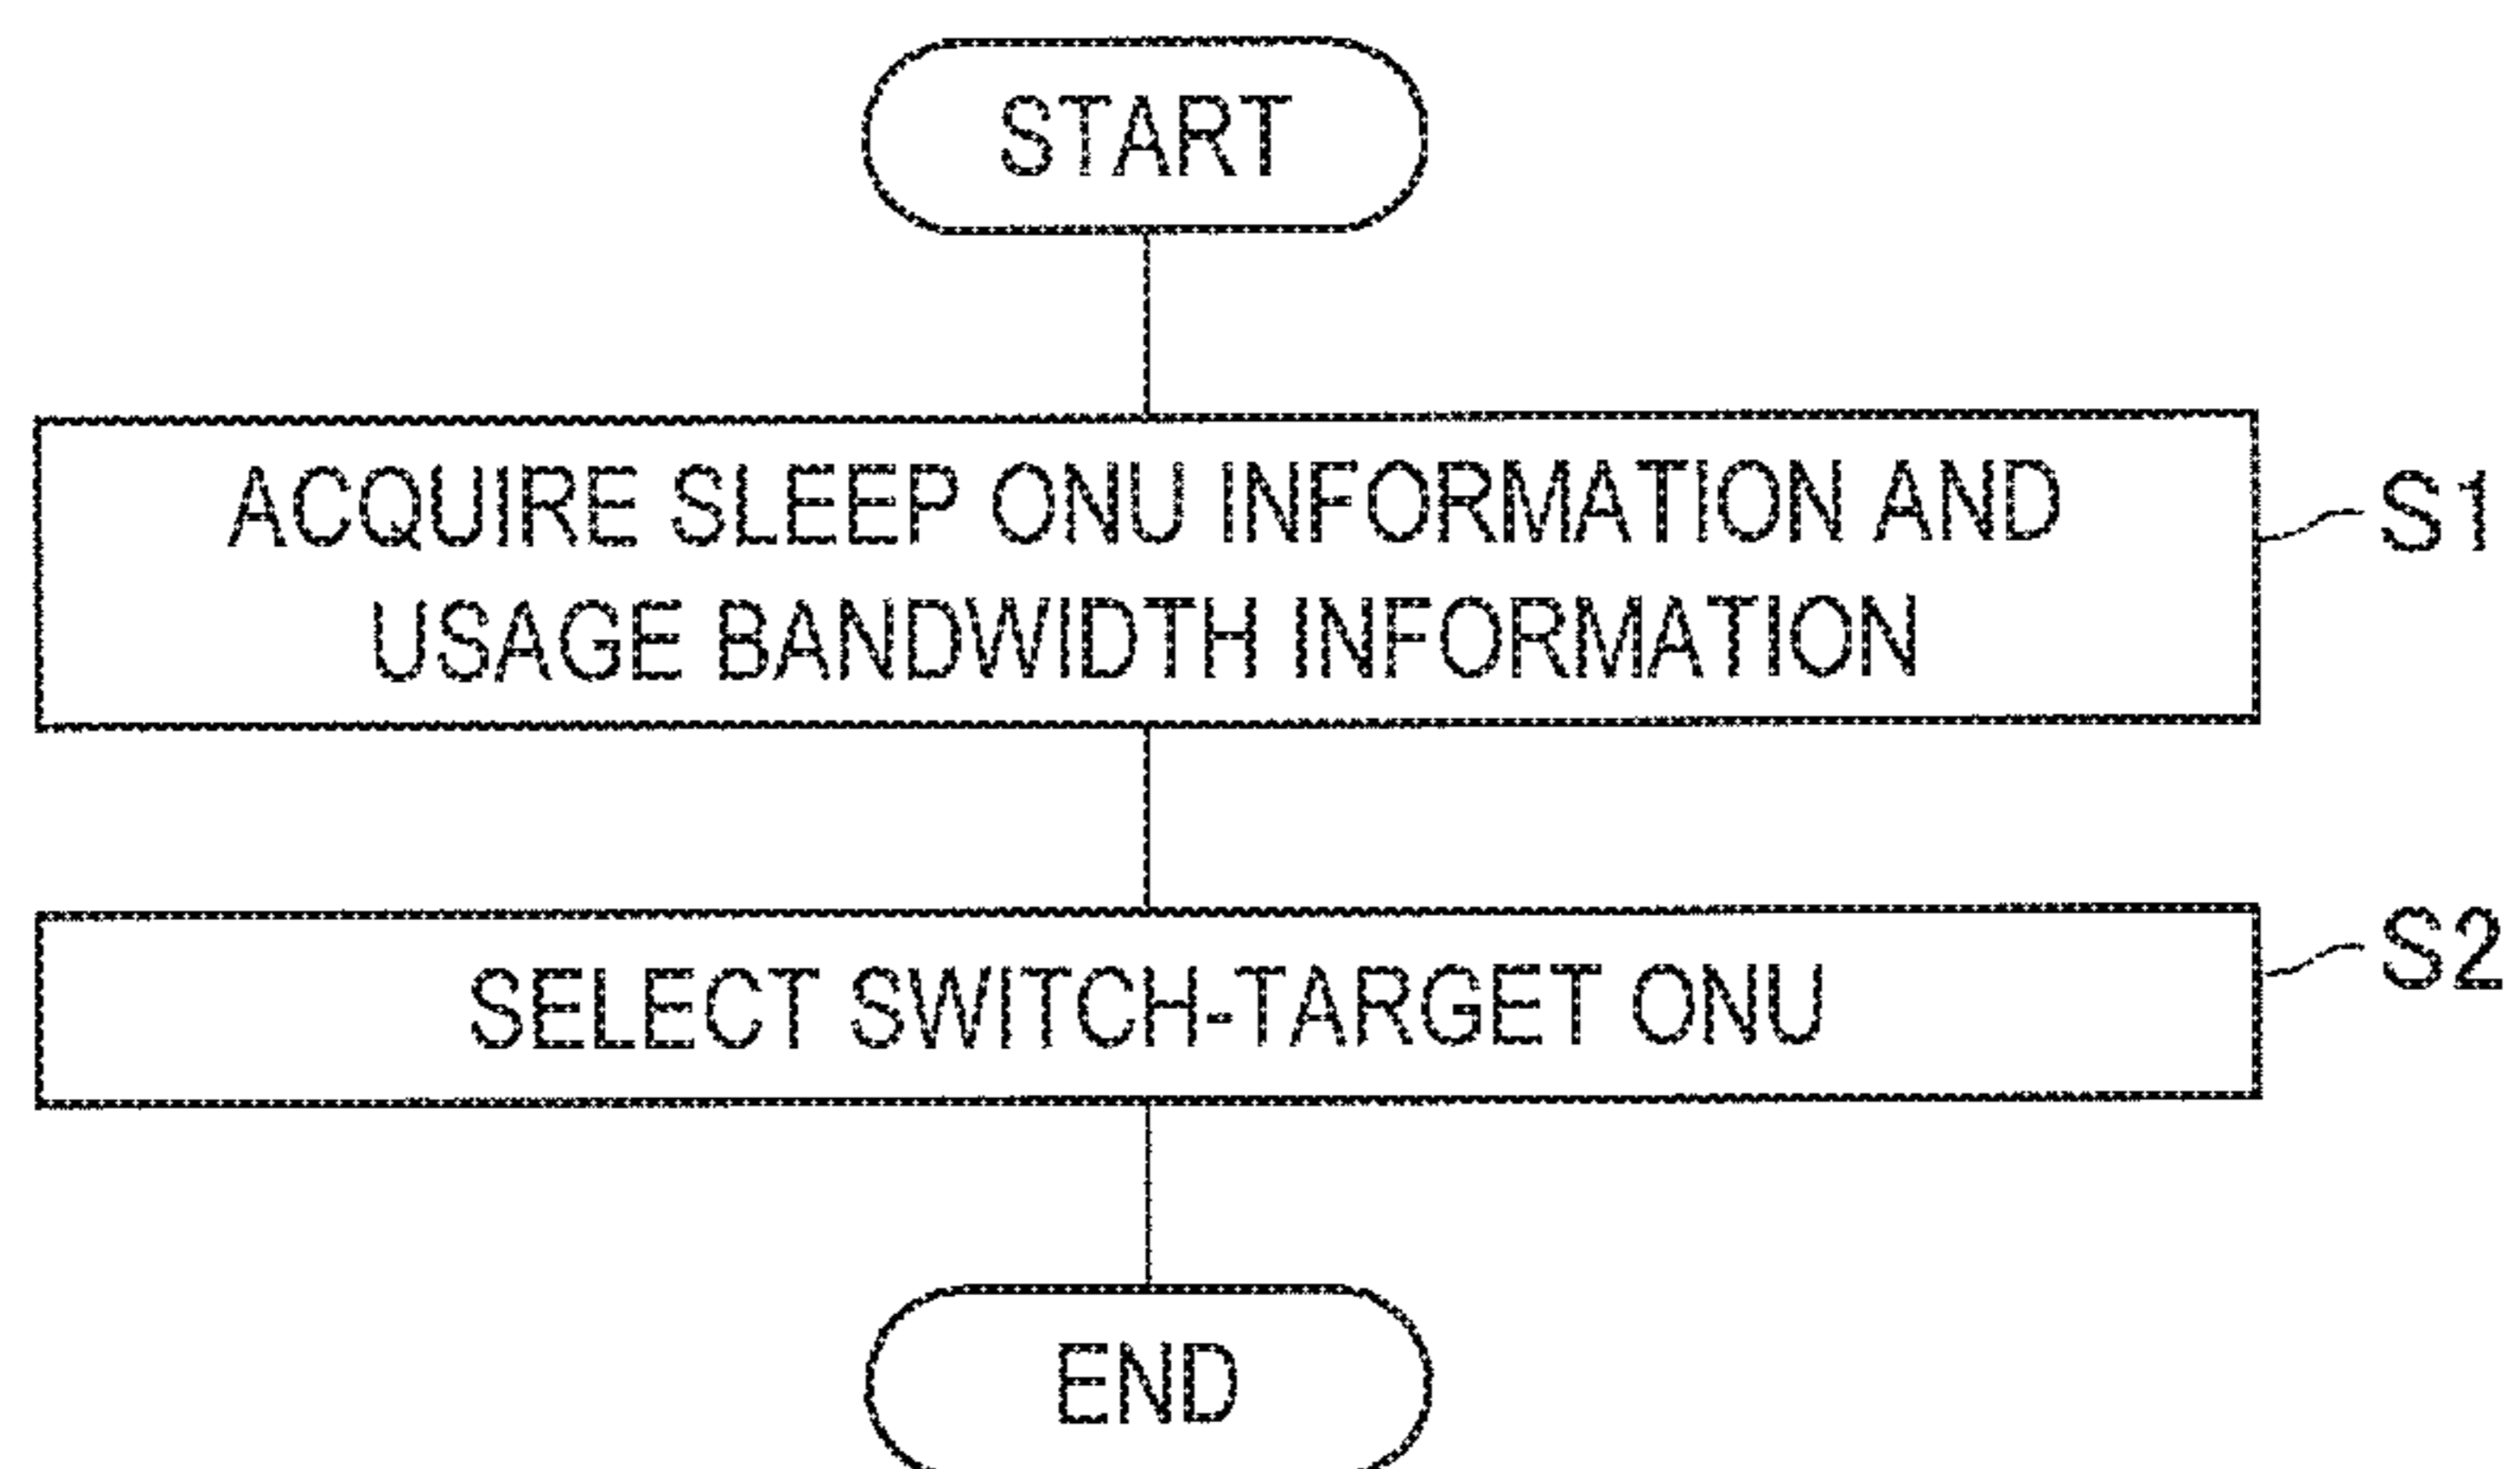 START
ACQUIRE SLEEP ONU INFORMATION AND
USAGE BANDWIDTH INFORMATION
S1
SELECT SWITCH-TARGET ONU
S2
END